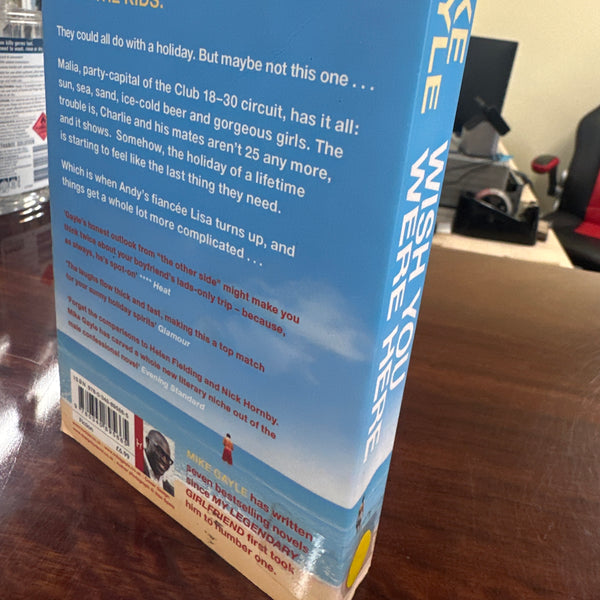 THE KIDS.
They could all do with a holiday. But maybe not this one . . .
Malia, party-capital of the Club 18–30 circuit, has it all:
sun, sea, sand, ice-cold beer and gorgeous girls. The
trouble is, Charlie and his mates aren't 25 any more,
and it shows. Somehow, the holiday of a lifetime
is starting to feel like the last thing they need.
Which is when Andy's fiancée Lisa turns up, and
things get a whole lot more complicated . . .
'Gayle's honest outlook from "the other side" might make you
think twice about your boyfriend's lads-only trip – because,
as always, he's spot-on' **** Heat
'The laughs flow thick and fast, making this a top match
for your sunny holiday spirits' Glamour
'Forget the comparisons to Helen Fielding and Nick Hornby.
Mike Gayle has carved a whole new literary niche out of the
male confessional novel' Evening Standard
£6.99
MIKE GAYLE has written
seven bestselling novels
since MY LEGENDARY
GIRLFRIEND first took
him to number one.
KE
YLE
WISH YOU
WERE HERE